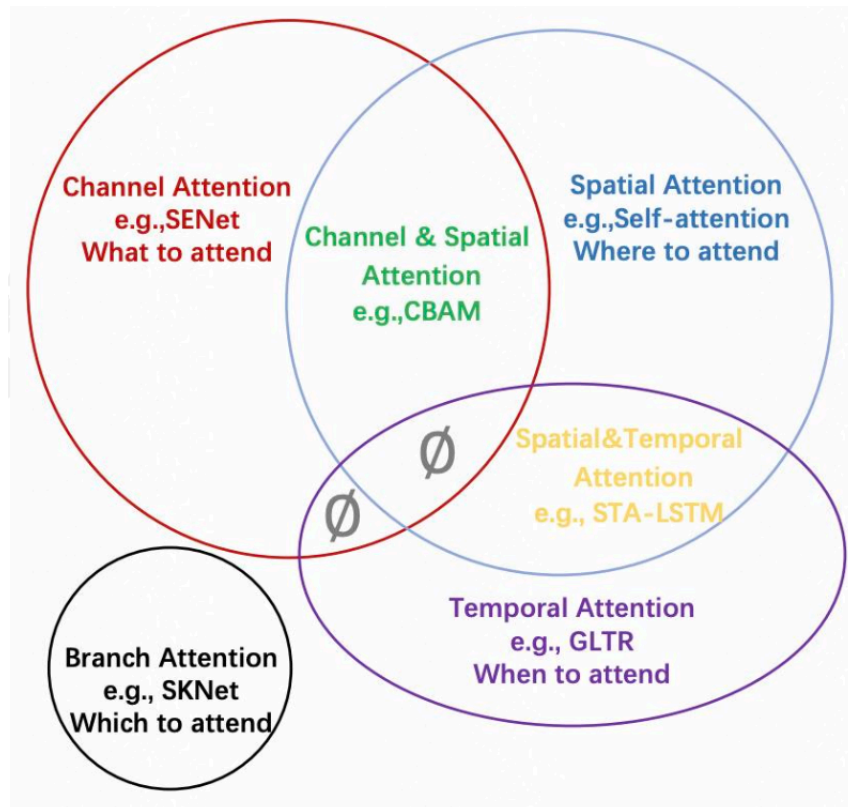 Channel Attention
e.g.,SENet
What to attend
Spatial Attention
e.g.,Self-attention
Where to attend
Channel & Spatial
Attention
e.g.,CBAM
Ø
Spatial&Temporal
Attention
e.g., STA-LSTM
Ø
Temporal Attention
e.g., GLTR
When to attend
Branch Attention
e.g., SKNet
Which to attend